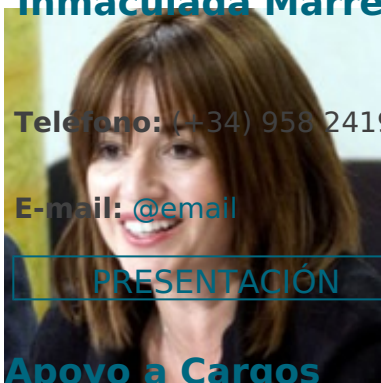 Inmaculada Marre
Teléfono: (+34) 958 2419
E-mail: @email
PRESENTACIÓN
Apoyo a Cargos